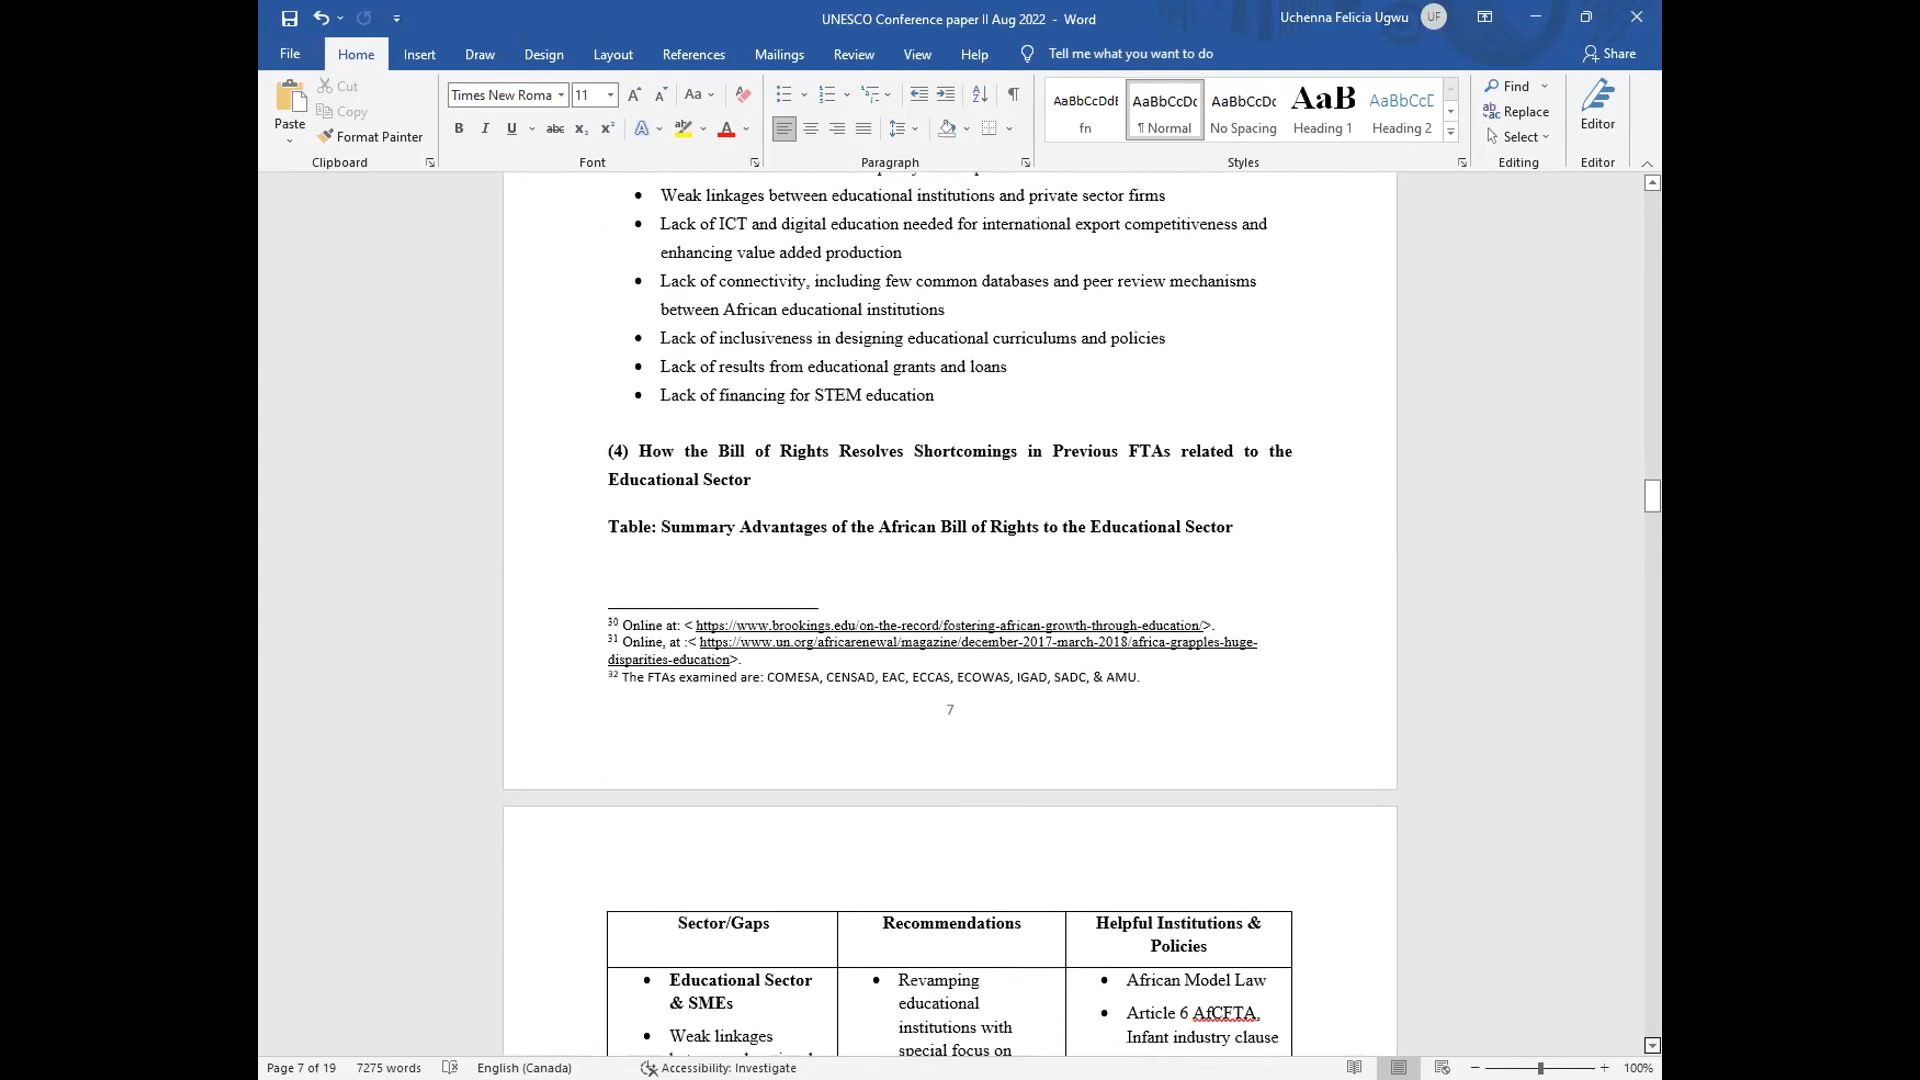 UNESCO Conference paper II Aug 2022 - Word
Uchenna Felicia Ugwu
UF
File
Home
Insert
Draw
Design
Layout
References
Mailings
Review
View
Help
Tell me what you want to do
Share
Paste
Cut
Copy
Format Painter
Clipboard
Times New Roma
11
Font
Paragraph
AaBbCcDdE
fn
AaBbCcDc
¶ Normal
AaBbCcDc
No Spacing
AaB
Heading 1
AaBbCcD
Heading 2
Styles
Find
Replace
Select
Editing
Editor
Editor
• Weak linkages between educational institutions and private sector firms
• Lack of ICT and digital education needed for international export competitiveness and
enhancing value added production
• Lack of connectivity, including few common databases and peer review mechanisms
between African educational institutions
• Lack of inclusiveness in designing educational curriculums and policies
• Lack of results from educational grants and loans
• Lack of financing for STEM education
(4) How the Bill of Rights Resolves Shortcomings in Previous FTAs related to the
Educational Sector
Table: Summary Advantages of the African Bill of Rights to the Educational Sector
30 Online at: < https://www.brookings.edu/on-the-record/fostering-african-growth-through-education/>.
31 Online, at :< https://www.un.org/africarenewal/magazine/december-2017-march-2018/africa-grapples-huge-
disparities-education>.
32 The FTAs examined are: COMESA, CENSAD, EAC, ECCAS, ECOWAS, IGAD, SADC, & AMU.
7
Sector/Gaps
Recommendations
Helpful Institutions &
Policies
• Educational Sector
& SMEs
• Weak linkages
• Revamping
educational
institutions with
special focus on
• African Model Law
• Article 6 AfCFTA,
Infant industry clause
Page 7 of 19
7275 words
English (Canada)
Accessibility: Investigate
100%